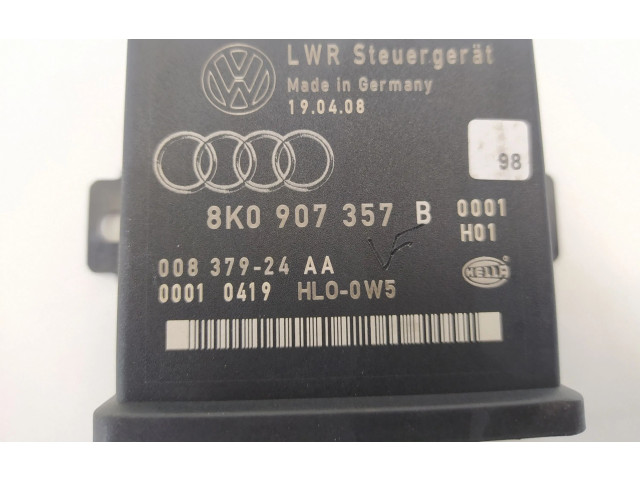 LWR Steuergerät
Made in Germany
19.04.08
98
8K0 907 357 B 0001
H01
008 379-24 AA
0001 0419 HLO-0W5
HELLA